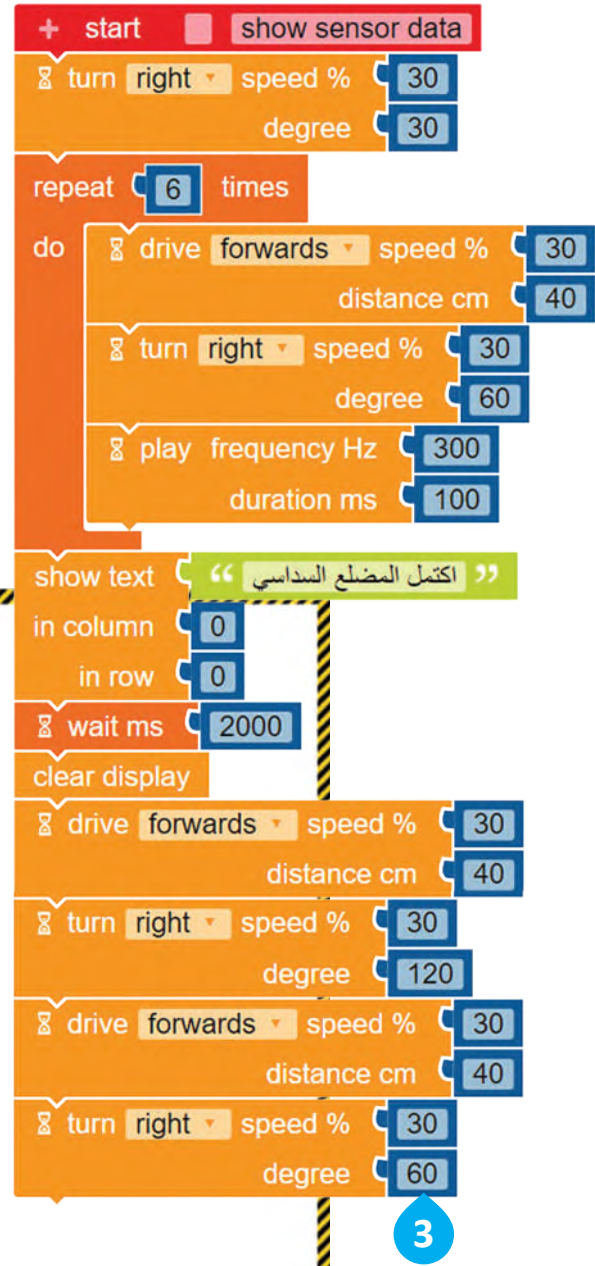 + start show sensor data
turn right speed % 30
degree 30
repeat 6 times
do drive forwards speed % 30
distance cm 40
turn right speed % 30
degree 60
play frequency Hz 300
duration ms 100
show text “ اكتمل المضلع السداسي ”
in column 0
in row 0
wait ms 2000
clear display
drive forwards speed % 30
distance cm 40
turn right speed % 30
degree 120
drive forwards speed % 30
distance cm 40
turn right speed % 30
degree 60
3